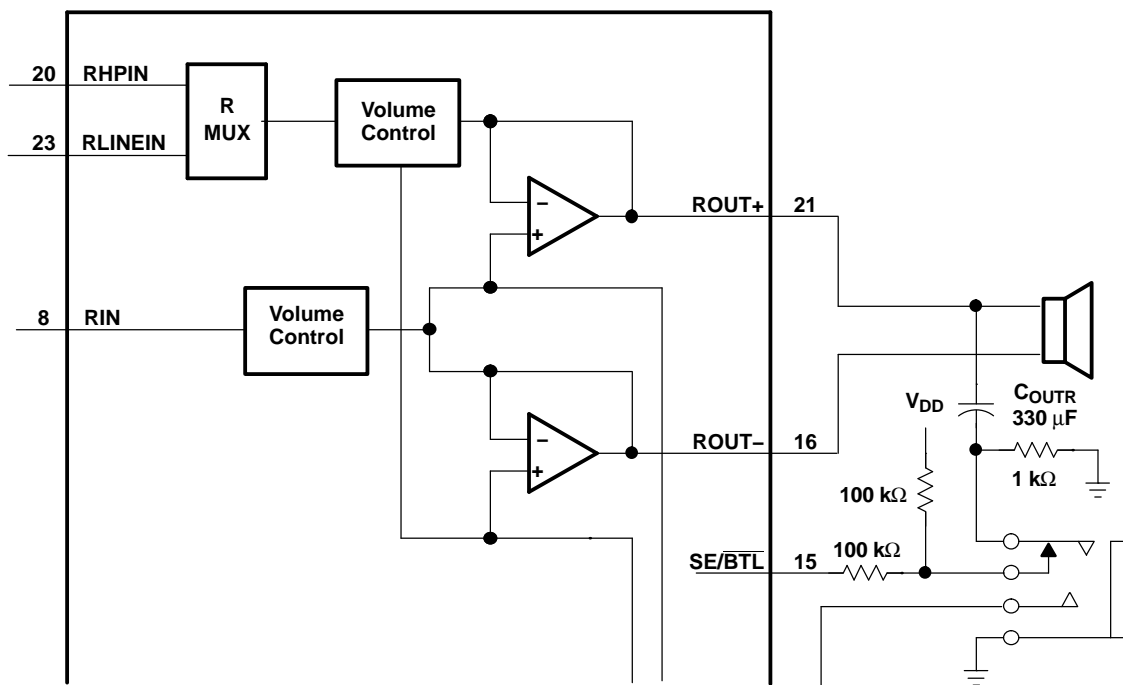 20 RHPIN
R
MUX
Volume
Control
23 RLINEIN
−
+
ROUT+ 21
8 RIN
Volume
Control
−
+
ROUT− 16
VDD
COUTR
330 μF
1 kΩ
100 kΩ
100 kΩ
SE/B̅T̅L̅ 15